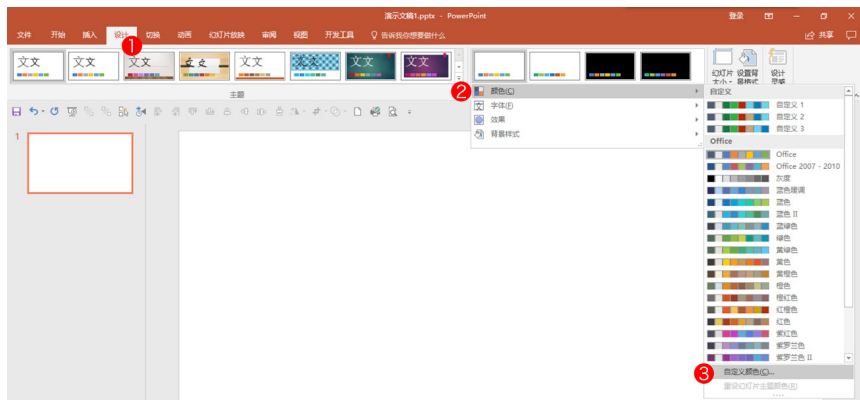 演示文稿1.pptx - PowerPoint
登录
文件 开始 插入 设计 切换 动画 幻灯片放映 审阅 视图 开发工具 告诉我你想要做什么 共享
1
文文 文文 文文 文文 文文 文文 文文 文文
幻灯片大小 设置背景格式 设计灵感
主题
2 颜色(C)
字体(F)
效果
背景样式
自定义
自定义 1
自定义 2
自定义 3
Office
Office
Office 2007 - 2010
灰度
蓝色暖调
蓝色
蓝色 II
蓝绿色
绿色
黄绿色
黄色
黄橙色
橙色
橙红色
红橙色
红色
紫红色
紫罗兰色
紫罗兰色 II
3 自定义颜色(C)...
重设幻灯片主题颜色(R)
1